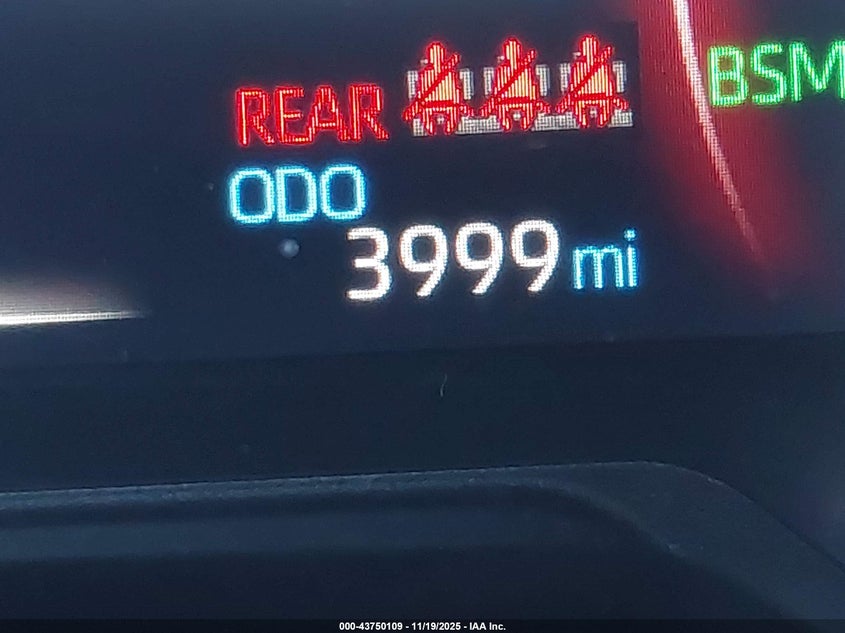 REAR
BSM
ODO
3999 mi
000-43750109 - 11/19/2025 - IAA Inc.